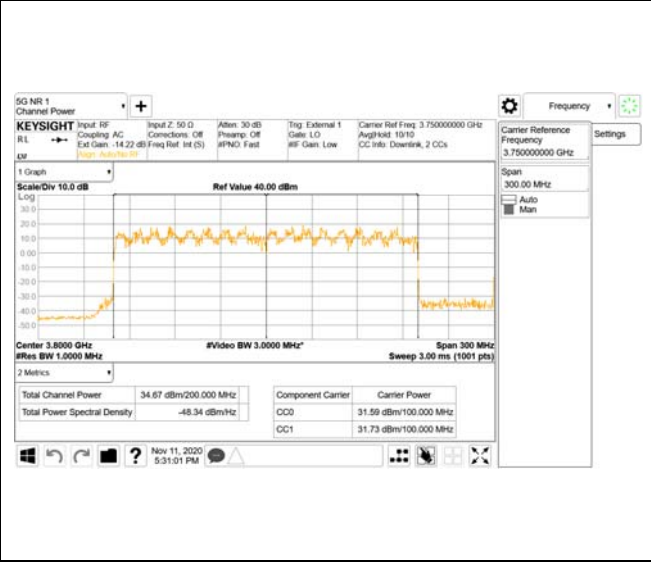 5G NR 1
Channel Power
Frequency
KEYSIGHT
RL
Input: RF
Coupling: AC
Ext Gain: -14.22 dB
Align: Auto/No RF
Input Z: 50 Ω
Corrections: Off
Freq Ref: Int (S)
Atten: 30 dB
Preamp: Off
#PNO: Fast
Trig: External 1
Gate: LO
#IF Gain: Low
Carrier Ref Freq: 3.750000000 GHz
Avg|Hold: 10/10
CC Info: Downlink, 2 CCs
Carrier Reference
Frequency
3.750000000 GHz
Settings
Span
300.00 MHz
Auto
Man
1 Graph
Scale/Div 10.0 dB
Ref Value 40.00 dBm
Log
30.0
20.0
10.0
0.00
-10.0
-20.0
-30.0
-40.0
-50.0
Center 3.8000 GHz
#Video BW 3.0000 MHz*
Span 300 MHz
#Res BW 1.0000 MHz
Sweep 3.00 ms (1001 pts)
2 Metrics
Total Channel Power 34.67 dBm/200.000 MHz
Total Power Spectral Density -48.34 dBm/Hz
Component Carrier Carrier Power
CC0 31.59 dBm/100.000 MHz
CC1 31.73 dBm/100.000 MHz
?
Nov 11, 2020
5:31:01 PM